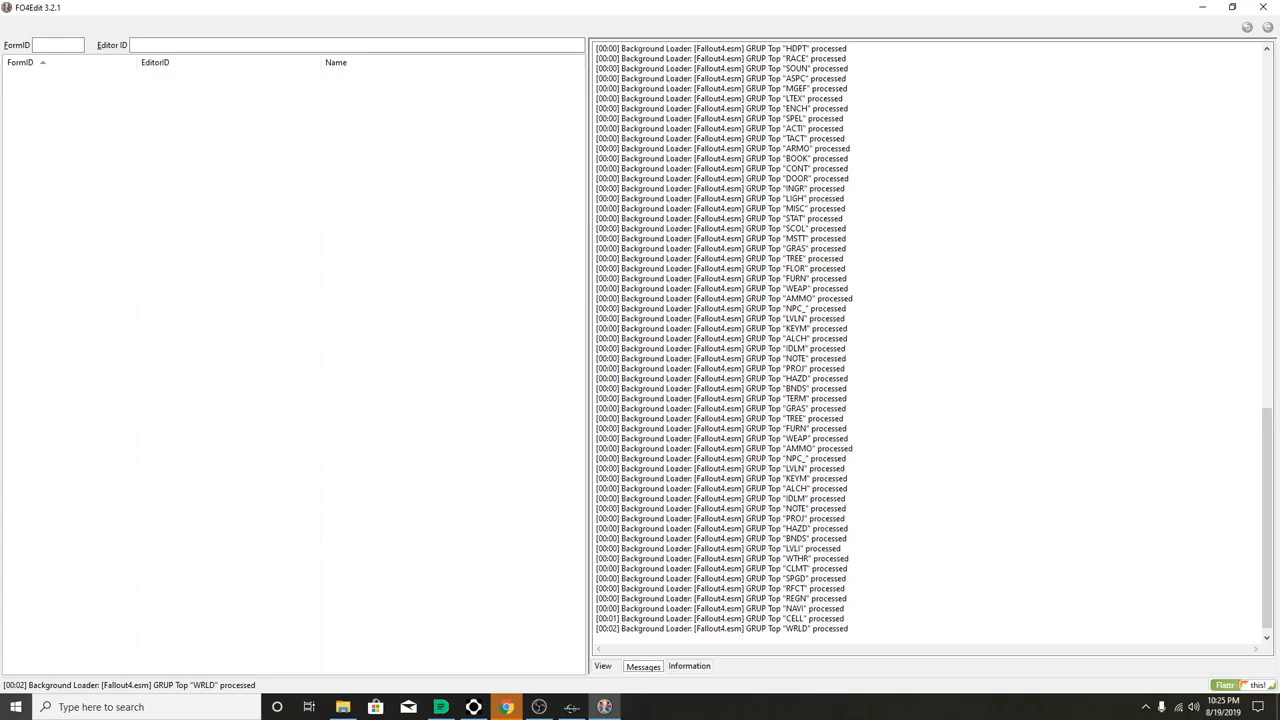 FO4Edit 3.2.1
FormID
Editor ID
FormID
EditorID
Name
[00:00] Background Loader: [Fallout4.esm] GRUP Top "HDPT" processed
[00:00] Background Loader: [Fallout4.esm] GRUP Top "RACE" processed
[00:00] Background Loader: [Fallout4.esm] GRUP Top "SOUN" processed
[00:00] Background Loader: [Fallout4.esm] GRUP Top "ASPC" processed
[00:00] Background Loader: [Fallout4.esm] GRUP Top "MGEF" processed
[00:00] Background Loader: [Fallout4.esm] GRUP Top "LTEX" processed
[00:00] Background Loader: [Fallout4.esm] GRUP Top "ENCH" processed
[00:00] Background Loader: [Fallout4.esm] GRUP Top "SPEL" processed
[00:00] Background Loader: [Fallout4.esm] GRUP Top "ACTI" processed
[00:00] Background Loader: [Fallout4.esm] GRUP Top "TACT" processed
[00:00] Background Loader: [Fallout4.esm] GRUP Top "ARMO" processed
[00:00] Background Loader: [Fallout4.esm] GRUP Top "BOOK" processed
[00:00] Background Loader: [Fallout4.esm] GRUP Top "CONT" processed
[00:00] Background Loader: [Fallout4.esm] GRUP Top "DOOR" processed
[00:00] Background Loader: [Fallout4.esm] GRUP Top "INGR" processed
[00:00] Background Loader: [Fallout4.esm] GRUP Top "LIGH" processed
[00:00] Background Loader: [Fallout4.esm] GRUP Top "MISC" processed
[00:00] Background Loader: [Fallout4.esm] GRUP Top "STAT" processed
[00:00] Background Loader: [Fallout4.esm] GRUP Top "SCOL" processed
[00:00] Background Loader: [Fallout4.esm] GRUP Top "MSTT" processed
[00:00] Background Loader: [Fallout4.esm] GRUP Top "GRAS" processed
[00:00] Background Loader: [Fallout4.esm] GRUP Top "TREE" processed
[00:00] Background Loader: [Fallout4.esm] GRUP Top "FLOR" processed
[00:00] Background Loader: [Fallout4.esm] GRUP Top "FURN" processed
[00:00] Background Loader: [Fallout4.esm] GRUP Top "WEAP" processed
[00:00] Background Loader: [Fallout4.esm] GRUP Top "AMMO" processed
[00:00] Background Loader: [Fallout4.esm] GRUP Top "NPC_" processed
[00:00] Background Loader: [Fallout4.esm] GRUP Top "LVLN" processed
[00:00] Background Loader: [Fallout4.esm] GRUP Top "KEYM" processed
[00:00] Background Loader: [Fallout4.esm] GRUP Top "ALCH" processed
[00:00] Background Loader: [Fallout4.esm] GRUP Top "IDLM" processed
[00:00] Background Loader: [Fallout4.esm] GRUP Top "NOTE" processed
[00:00] Background Loader: [Fallout4.esm] GRUP Top "PROJ" processed
[00:00] Background Loader: [Fallout4.esm] GRUP Top "HAZD" processed
[00:00] Background Loader: [Fallout4.esm] GRUP Top "BNDS" processed
[00:00] Background Loader: [Fallout4.esm] GRUP Top "TERM" processed
[00:00] Background Loader: [Fallout4.esm] GRUP Top "GRAS" processed
[00:00] Background Loader: [Fallout4.esm] GRUP Top "TREE" processed
[00:00] Background Loader: [Fallout4.esm] GRUP Top "FURN" processed
[00:00] Background Loader: [Fallout4.esm] GRUP Top "WEAP" processed
[00:00] Background Loader: [Fallout4.esm] GRUP Top "AMMO" processed
[00:00] Background Loader: [Fallout4.esm] GRUP Top "NPC_" processed
[00:00] Background Loader: [Fallout4.esm] GRUP Top "LVLN" processed
[00:00] Background Loader: [Fallout4.esm] GRUP Top "KEYM" processed
[00:00] Background Loader: [Fallout4.esm] GRUP Top "ALCH" processed
[00:00] Background Loader: [Fallout4.esm] GRUP Top "IDLM" processed
[00:00] Background Loader: [Fallout4.esm] GRUP Top "NOTE" processed
[00:00] Background Loader: [Fallout4.esm] GRUP Top "PROJ" processed
[00:00] Background Loader: [Fallout4.esm] GRUP Top "HAZD" processed
[00:00] Background Loader: [Fallout4.esm] GRUP Top "BNDS" processed
[00:00] Background Loader: [Fallout4.esm] GRUP Top "LVLI" processed
[00:00] Background Loader: [Fallout4.esm] GRUP Top "WTHR" processed
[00:00] Background Loader: [Fallout4.esm] GRUP Top "CLMT" processed
[00:00] Background Loader: [Fallout4.esm] GRUP Top "SPGD" processed
[00:00] Background Loader: [Fallout4.esm] GRUP Top "RFCT" processed
[00:00] Background Loader: [Fallout4.esm] GRUP Top "REGN" processed
[00:00] Background Loader: [Fallout4.esm] GRUP Top "NAVI" processed
[00:01] Background Loader: [Fallout4.esm] GRUP Top "CELL" processed
[00:02] Background Loader: [Fallout4.esm] GRUP Top "WRLD" processed
View
Messages
Information
[00:02] Background Loader: [Fallout4.esm] GRUP Top "WRLD" processed
Flattr this!
Type here to search
10:25 PM
8/19/2019